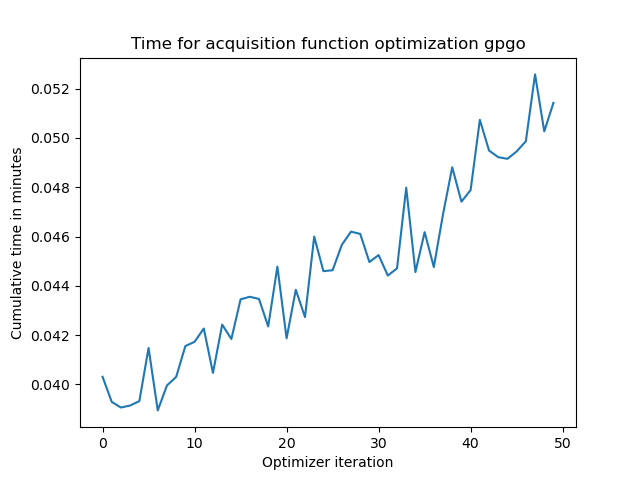 Time for acquisition function optimization gpgo
0.052
0.050
0.048
0.046
0.044
0.042
0.040
Cumulative time in minutes
0 10 20 30 40 50
Optimizer iteration